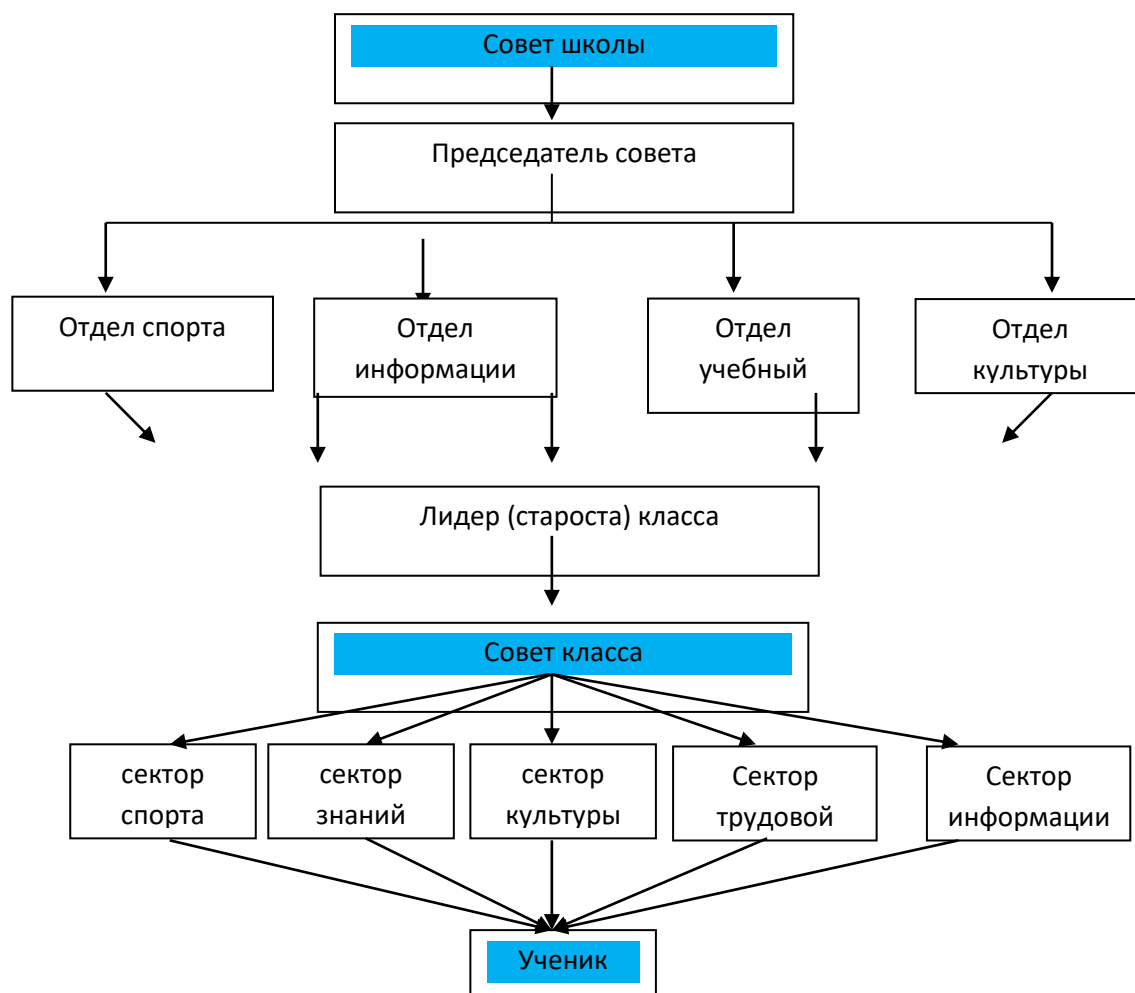 Совет школы
Председатель совета
Отдел спорта
Отдел
информации
Отдел
учебный
Отдел
культуры
Лидер (староста) класса
Совет класса
сектор
спорта
сектор
знаний
сектор
культуры
Сектор
трудовой
Сектор
информации
Ученик